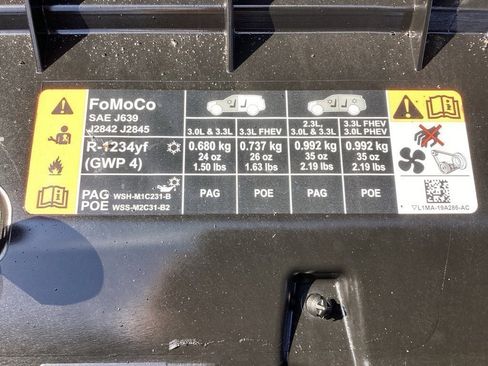 FoMoCo
SAE J639
J2842 J2845
R-1234yf
(GWP 4)
PAG WSH-M1C231-B
POE WSS-M2C31-B2
3.0L & 3.3L
3.3L FHEV
2.3L,
3.0L & 3.3L
3.3L FHEV
3.0L PHEV
0.680 kg
24 oz
1.50 lbs
0.737 kg
26 oz
1.63 lbs
0.992 kg
35 oz
2.19 lbs
0.992 kg
35 oz
2.19 lbs
PAG
POE
PAG
POE
L1MA-19A286-AC